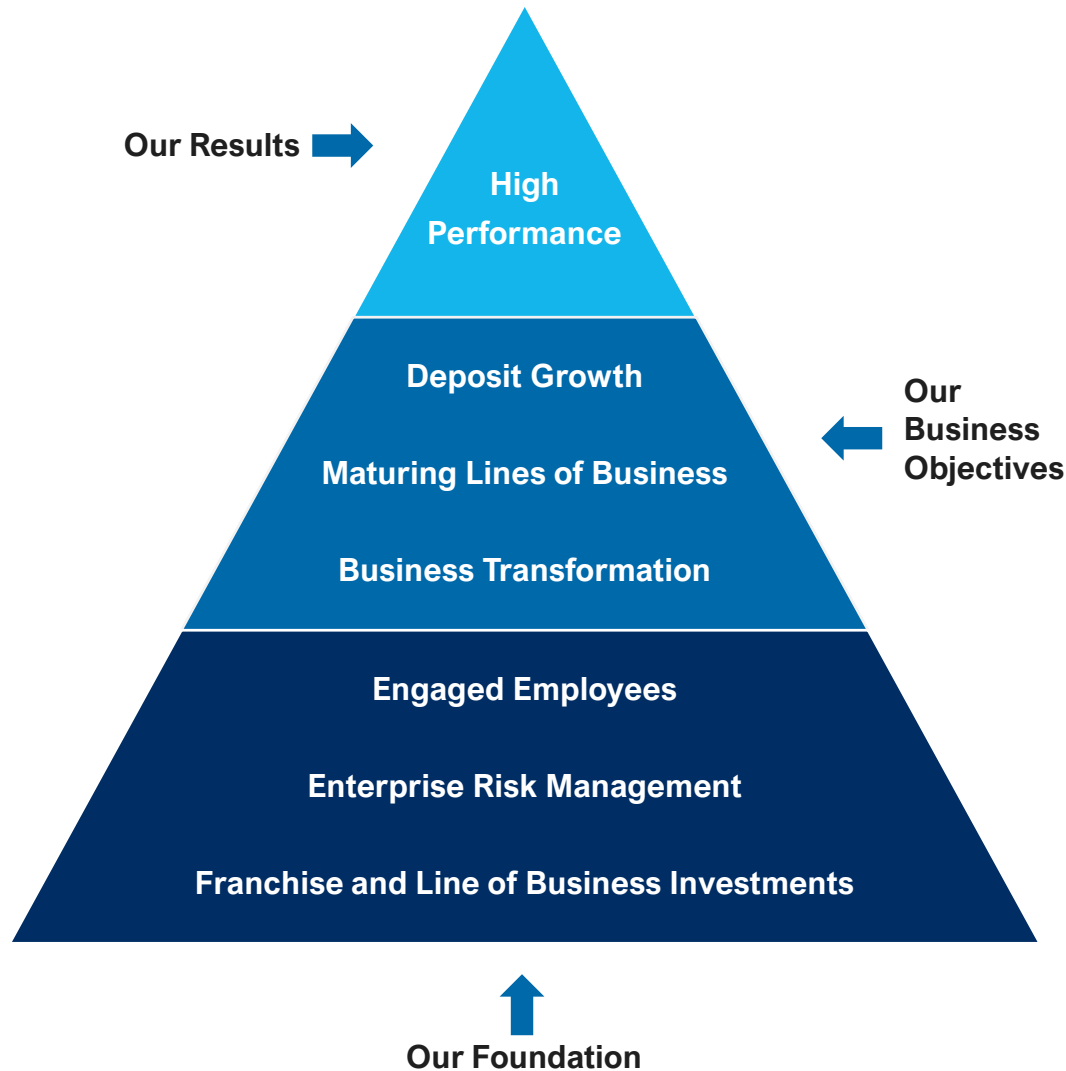 Our Results
High
Performance
Deposit Growth
Our
Business
Objectives
Maturing Lines of Business
Business Transformation
Engaged Employees
Enterprise Risk Management
Franchise and Line of Business Investments
Our Foundation